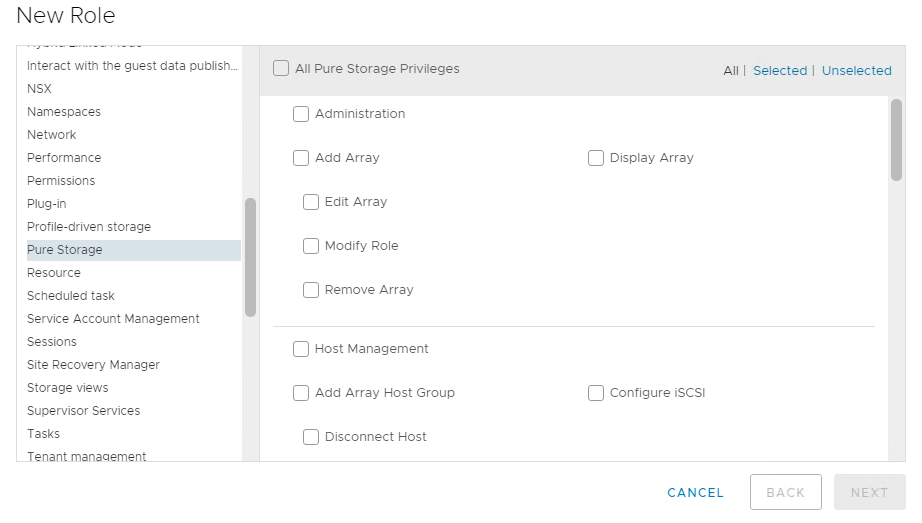 New Role
Interact with the guest data publish...
NSX
Namespaces
Network
Performance
Permissions
Plug-in
Profile-driven storage
Pure Storage
Resource
Scheduled task
Service Account Management
Sessions
Site Recovery Manager
Storage views
Supervisor Services
Tasks
Tenant management
All Pure Storage Privileges
All | Selected | Unselected
Administration
Add Array
Display Array
Edit Array
Modify Role
Remove Array
Host Management
Add Array Host Group
Configure iSCSI
Disconnect Host
CANCEL
BACK
NEXT